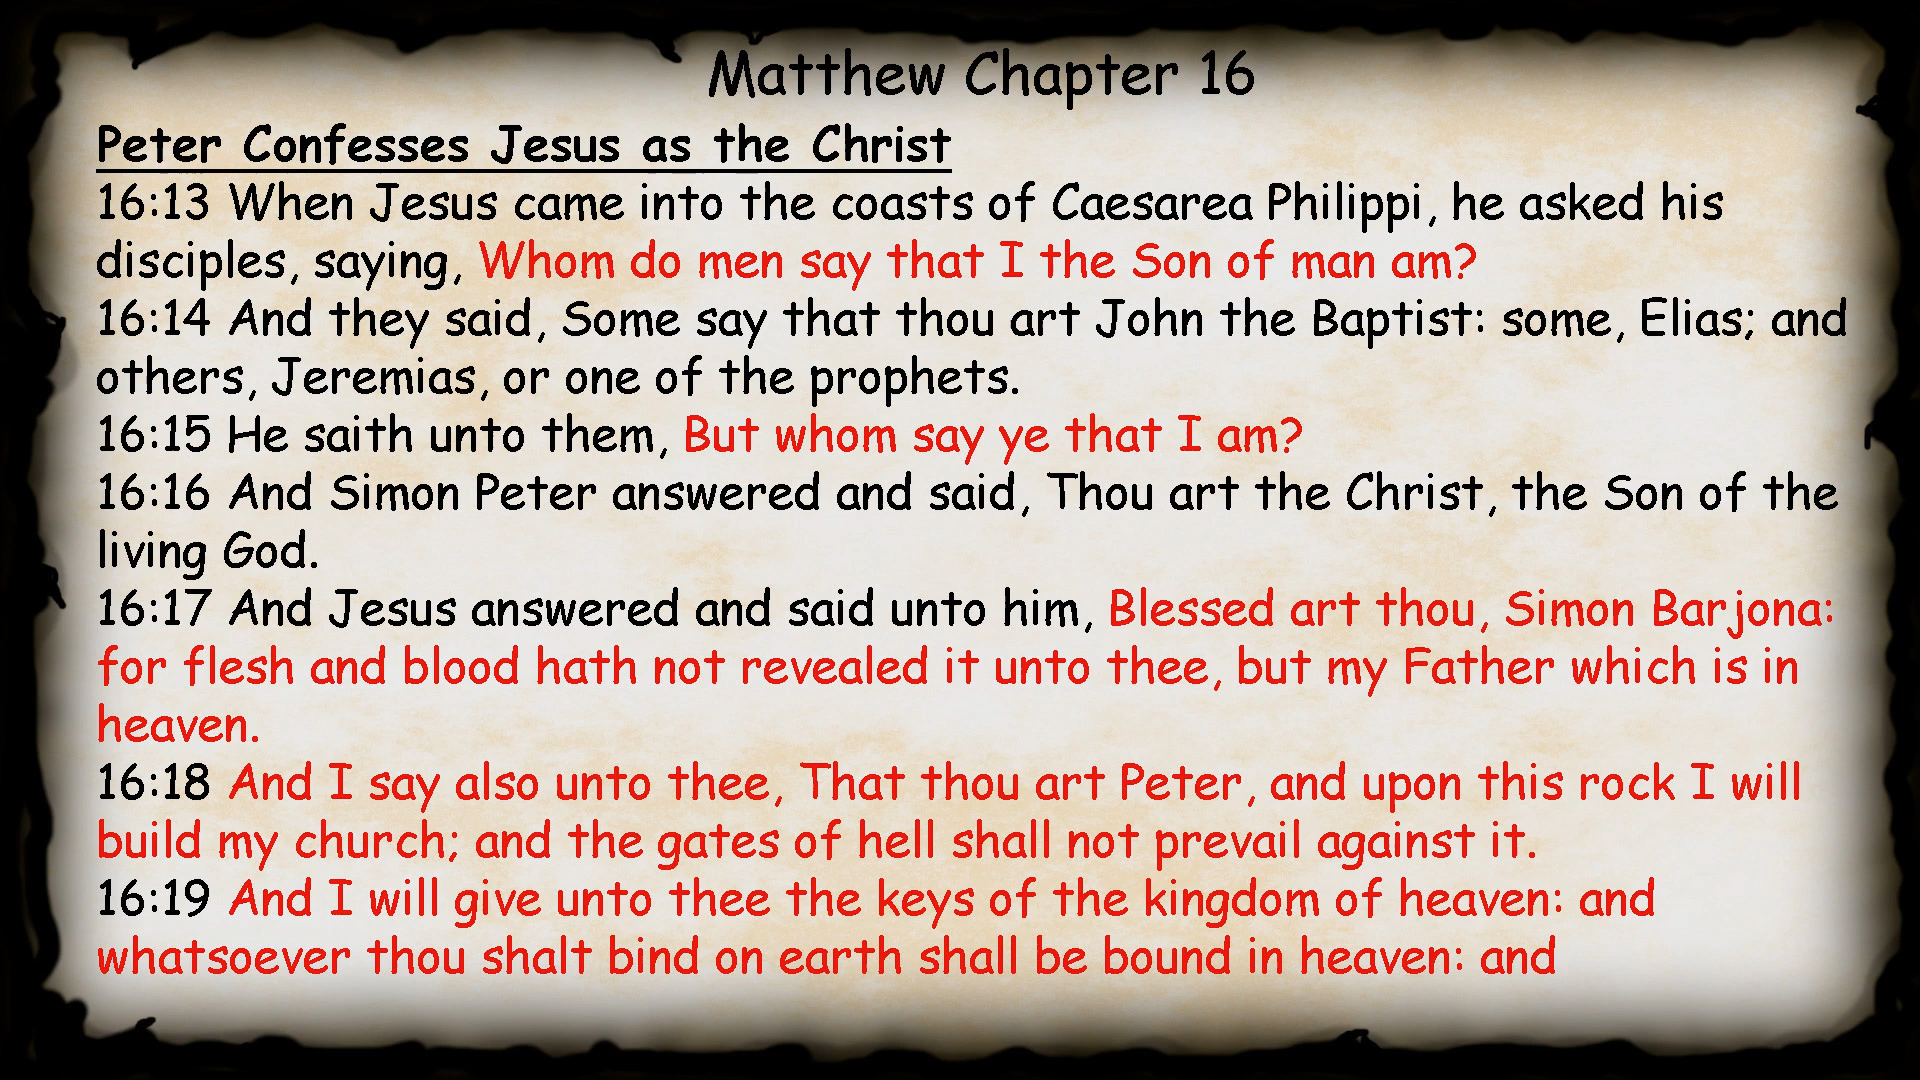 Matthew Chapter 16
Peter Confesses Jesus as the Christ
16:13 When Jesus came into the coasts of Caesarea Philippi, he asked his
disciples, saying, Whom do men say that I the Son of man am?
16:14 And they said, Some say that thou art John the Baptist: some, Elias; and
others, Jeremias, or one of the prophets.
16:15 He saith unto them, But whom say ye that I am?
16:16 And Simon Peter answered and said, Thou art the Christ, the Son of the
living God.
16:17 And Jesus answered and said unto him, Blessed art thou, Simon Barjona:
for flesh and blood hath not revealed it unto thee, but my Father which is in
heaven.
16:18 And I say also unto thee, That thou art Peter, and upon this rock I will
build my church; and the gates of hell shall not prevail against it.
16:19 And I will give unto thee the keys of the kingdom of heaven: and
whatsoever thou shalt bind on earth shall be bound in heaven: and